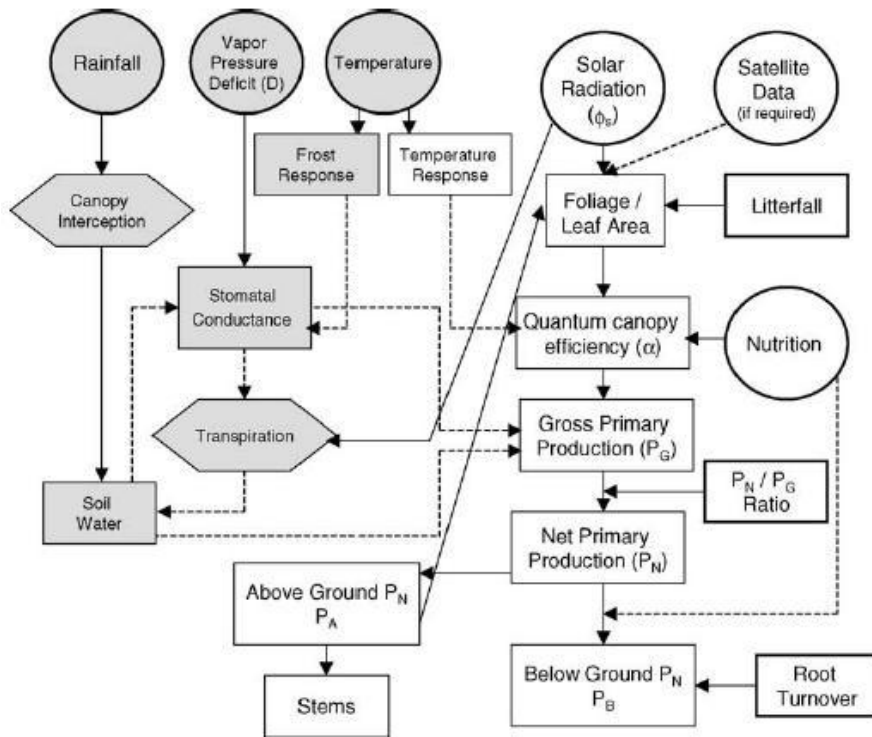 Rainfall
Vapor
Pressure
Deficit (D)
Temperature
Solar
Radiation
(ϕs)
Satellite
Data
(if required)
Frost
Response
Temperature
Response
Canopy
Interception
Foliage /
Leaf Area
Litterfall
Stomatal
Conductance
Quantum canopy
efficiency (α)
Nutrition
Transpiration
Gross Primary
Production (PG)
PN / PG
Ratio
Soil
Water
Net Primary
Production (PN)
Above Ground PN
PA
Below Ground PN
PB
Root
Turnover
Stems